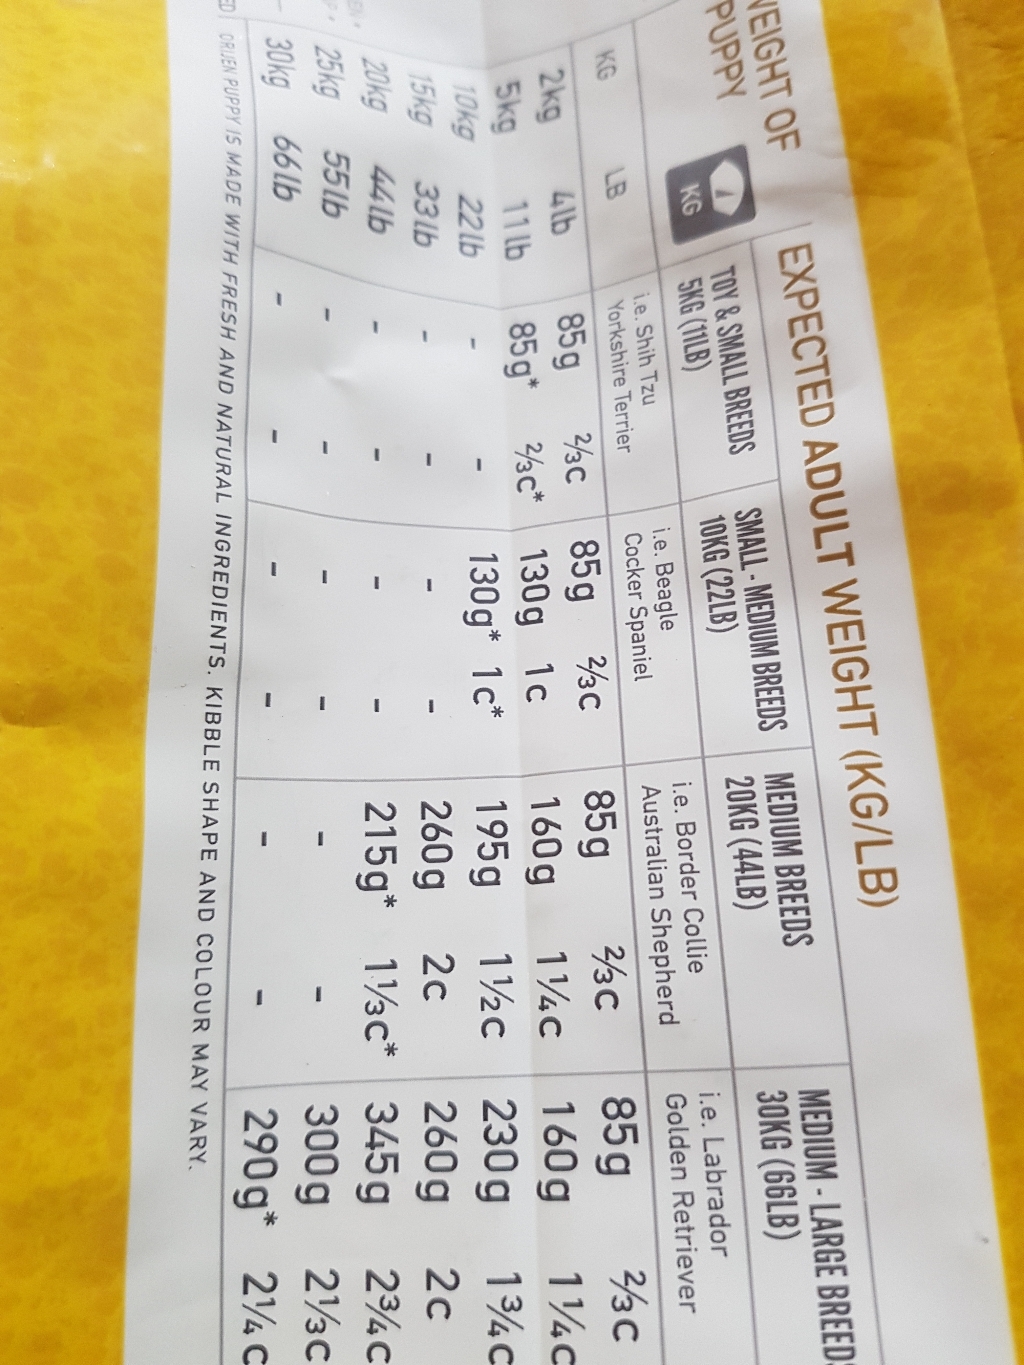 WEIGHT OF PUPPY KG EXPECTED ADULT WEIGHT (KG/LB)
TOY & SMALL BREEDS 5KG (11LB) SMALL - MEDIUM BREEDS 10KG (22LB) MEDIUM BREEDS 20KG (44LB) MEDIUM - LARGE BREEDS 30KG (66LB)
KG LB i.e. Shih Tzu Yorkshire Terrier i.e. Beagle Cocker Spaniel i.e. Border Collie Australian Shepherd i.e. Labrador Golden Retriever
2kg 4lb 85g ⅔c 85g ⅔c 85g ⅔c 85g ⅔c
5kg 11lb 85g* ⅔c* 130g 1c 160g 1¼c 160g 1¼c
10kg 22lb - - 130g* 1c* 195g 1½c 230g 1¾c
15kg 33lb - - - - 260g 2c 260g 2c
20kg 44lb - - - - 215g* 1⅓c* 345g 2¾c
25kg 55lb - - - - - - 300g 2⅓c
30kg 66lb - - - - - - 290g* 2¼c
ORIJEN PUPPY IS MADE WITH FRESH AND NATURAL INGREDIENTS. KIBBLE SHAPE AND COLOUR MAY VARY.